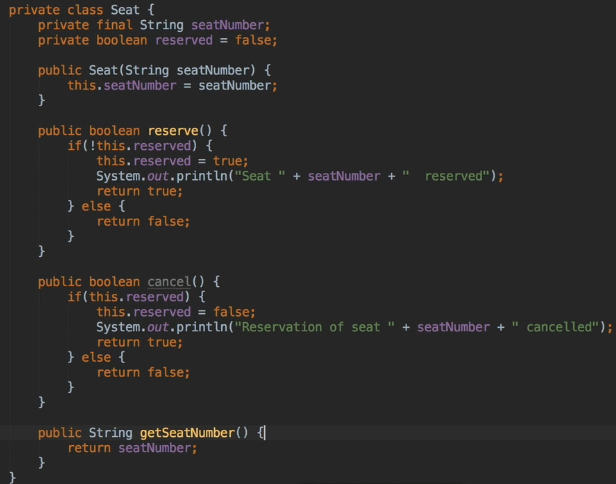 private class Seat {
    private final String seatNumber;
    private boolean reserved = false;

    public Seat(String seatNumber) {
        this.seatNumber = seatNumber;
    }

    public boolean reserve() {
        if(!this.reserved) {
            this.reserved = true;
            System.out.println("Seat " + seatNumber + "  reserved");
            return true;
        } else {
            return false;
        }
    }

    public boolean cancel() {
        if(this.reserved) {
            this.reserved = false;
            System.out.println("Reservation of seat " + seatNumber + " cancelled");
            return true;
        } else {
            return false;
        }
    }

    public String getSeatNumber() {
        return seatNumber;
    }
}